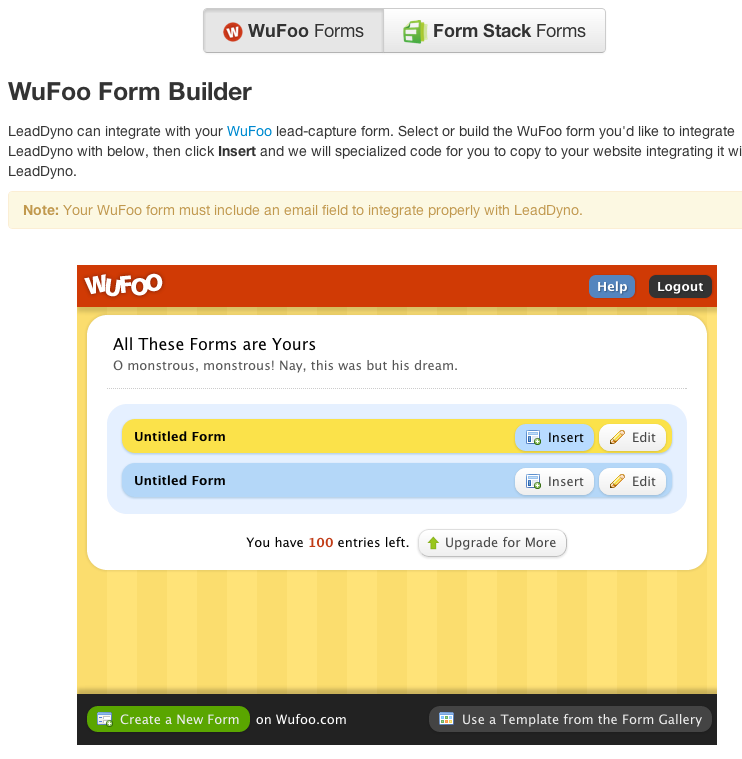 WuFoo Forms Form Stack Forms
WuFoo Form Builder
LeadDyno can integrate with your WuFoo lead-capture form. Select or build the WuFoo form you'd like to integrate
LeadDyno with below, then click Insert and we will specialized code for you to copy to your website integrating it wi
LeadDyno.
Note: Your WuFoo form must include an email field to integrate properly with LeadDyno.
WUFOO Help Logout
All These Forms are Yours
O monstrous, monstrous! Nay, this was but his dream.
Untitled Form Insert Edit
Untitled Form Insert Edit
You have 100 entries left. Upgrade for More
Create a New Form on Wufoo.com Use a Template from the Form Gallery